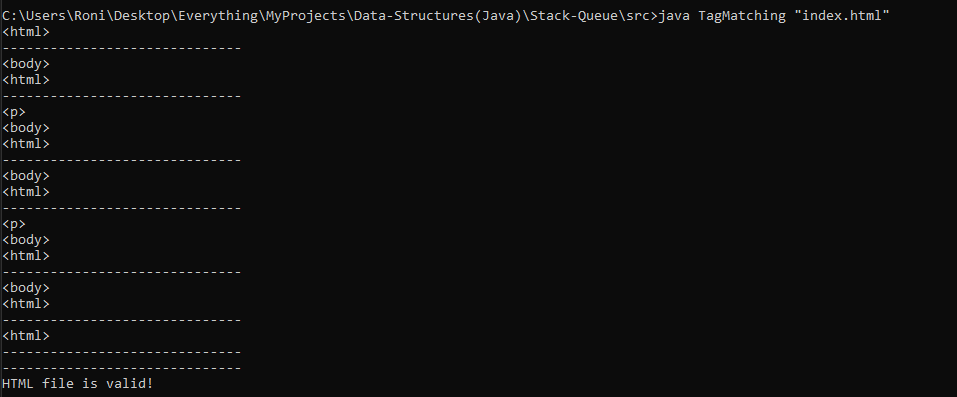 C:\Users\Roni\Desktop\Everything\MyProjects\Data-Structures(Java)\Stack-Queue\src>java TagMatching "index.html"
<html>
------------------------------
<body>
<html>
------------------------------
<p>
<body>
<html>
------------------------------
<body>
<html>
------------------------------
<p>
<body>
<html>
------------------------------
<body>
<html>
------------------------------
<html>
------------------------------
------------------------------
HTML file is valid!